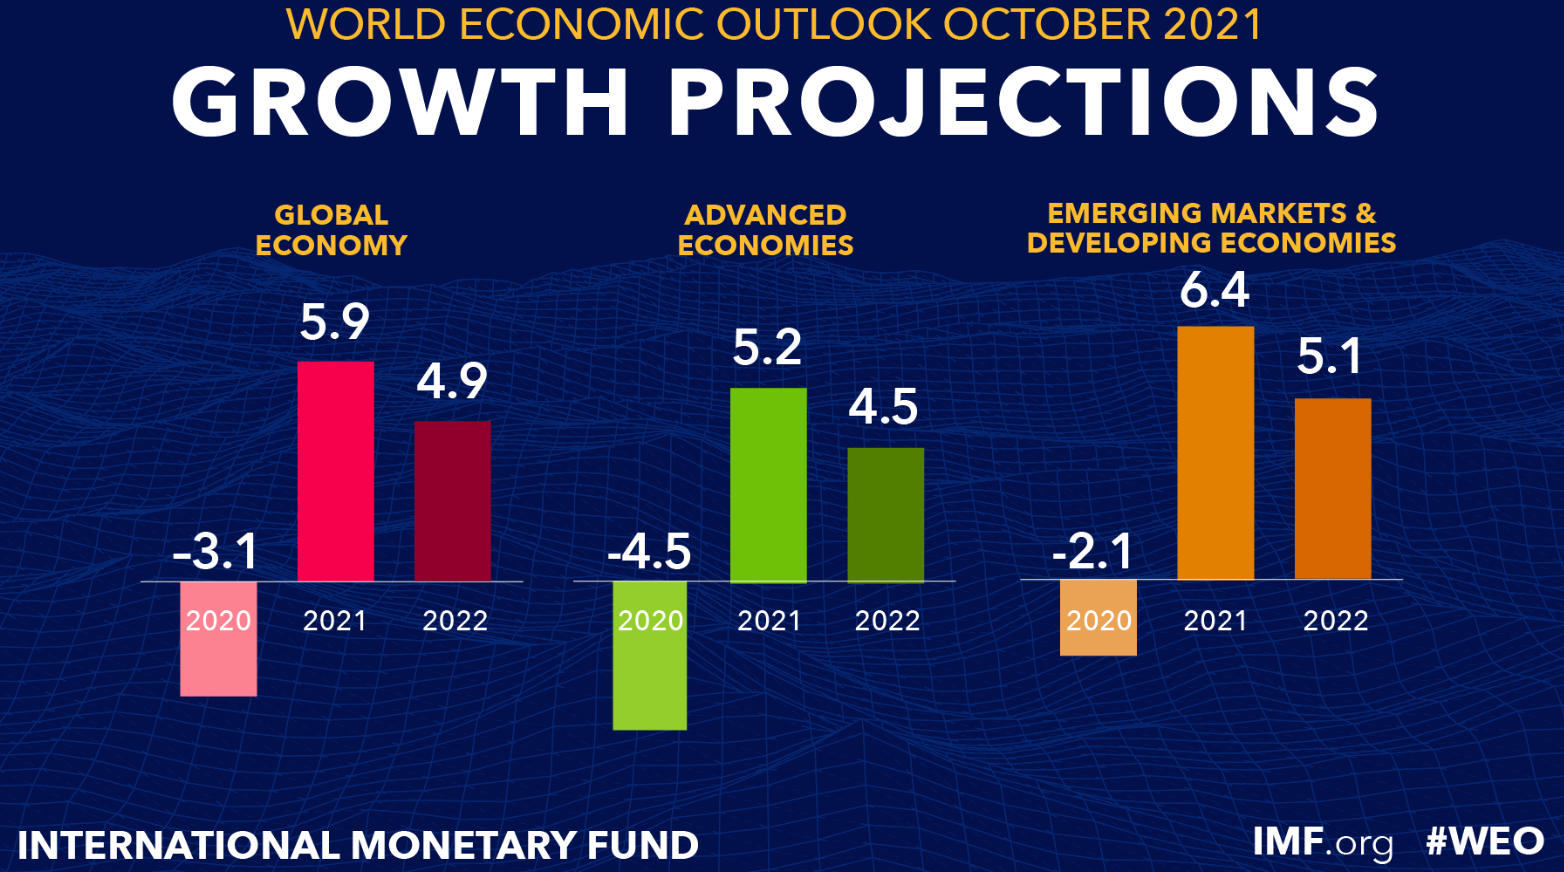 WORLD ECONOMIC OUTLOOK OCTOBER 2021
GROWTH PROJECTIONS
GLOBAL
ECONOMY
5.9
4.9
–3.1
2020 2021 2022
ADVANCED
ECONOMIES
5.2
4.5
-4.5
2020 2021 2022
EMERGING MARKETS &
DEVELOPING ECONOMIES
6.4
5.1
-2.1
2020 2021 2022
INTERNATIONAL MONETARY FUND
IMF.org #WEO